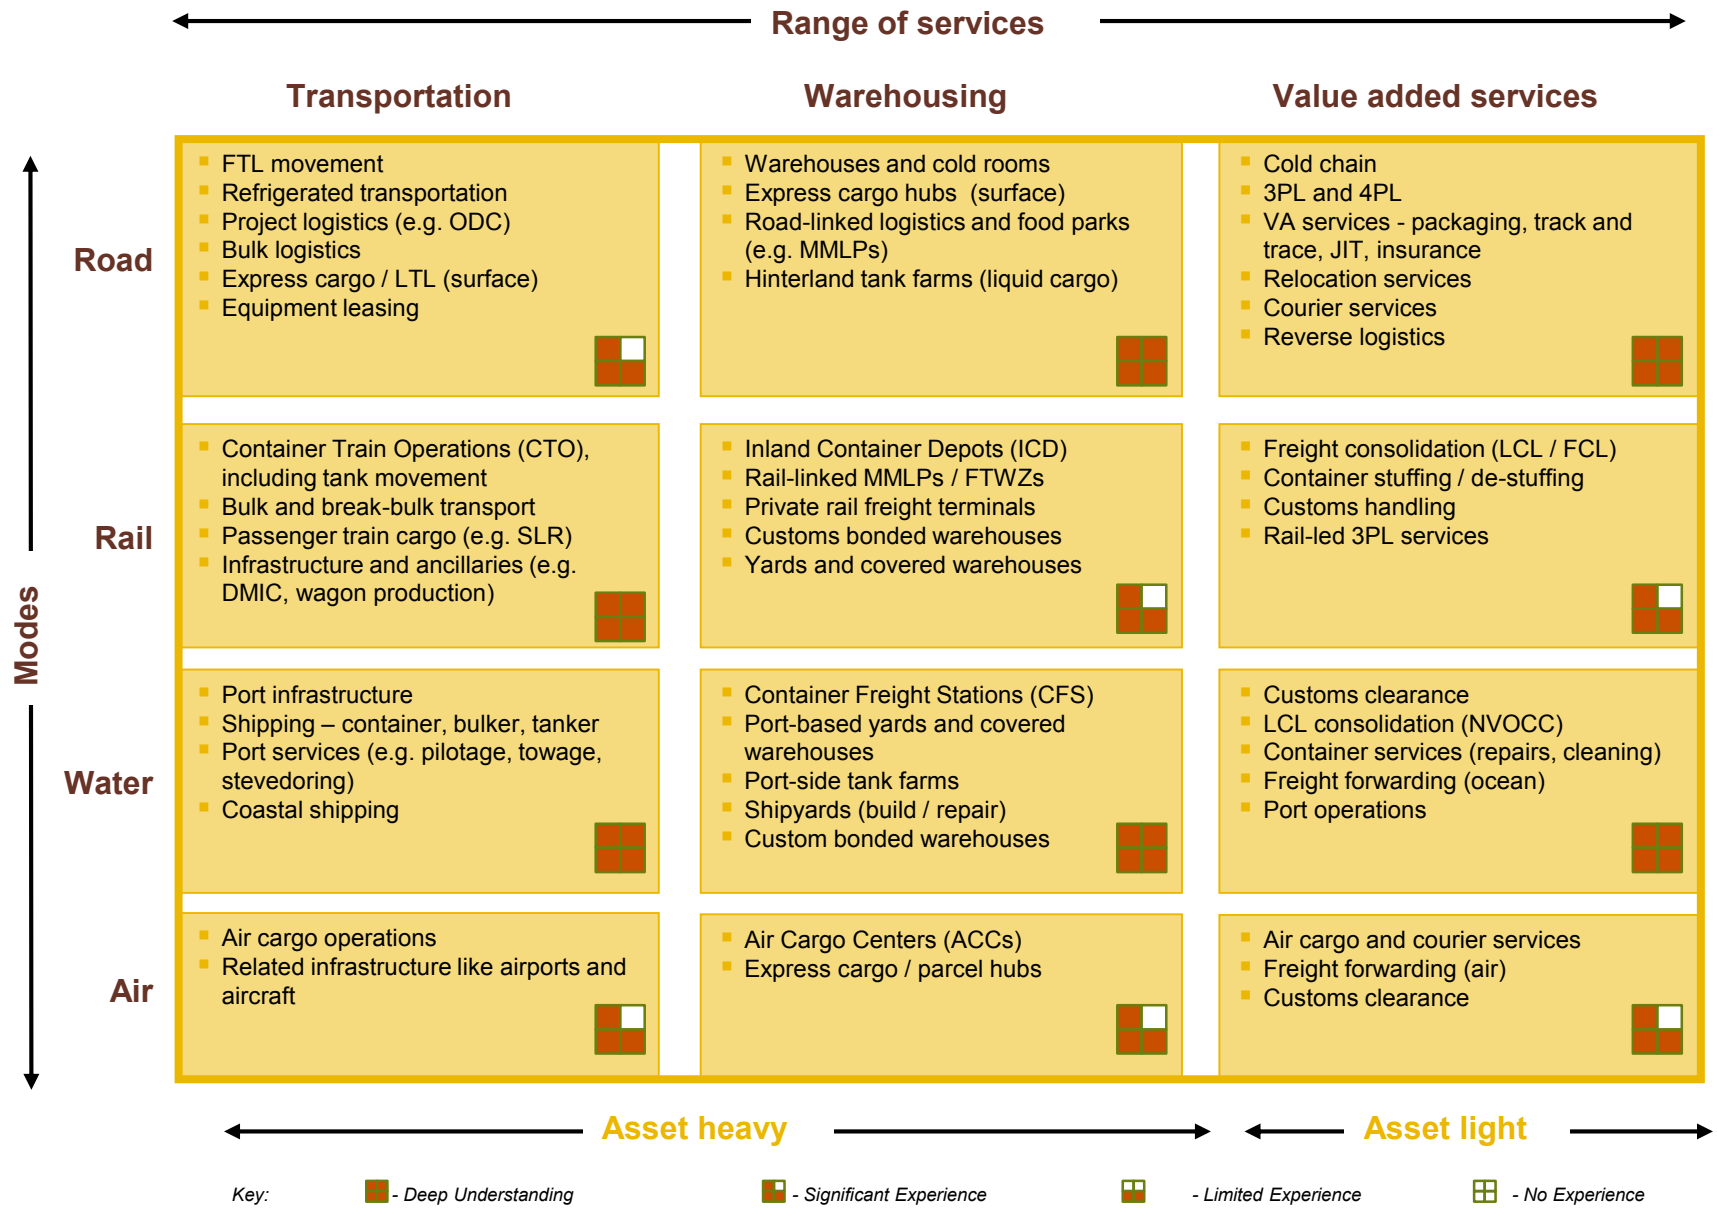 Range of services
Transportation
Warehousing
Value added services
Modes
Road
FTL movement
Refrigerated transportation
Project logistics (e.g. ODC)
Bulk logistics
Express cargo / LTL (surface)
Equipment leasing
Warehouses and cold rooms
Express cargo hubs (surface)
Road-linked logistics and food parks
(e.g. MMLPs)
Hinterland tank farms (liquid cargo)
Cold chain
3PL and 4PL
VA services - packaging, track and
trace, JIT, insurance
Relocation services
Courier services
Reverse logistics
Rail
Container Train Operations (CTO),
including tank movement
Bulk and break-bulk transport
Passenger train cargo (e.g. SLR)
Infrastructure and ancillaries (e.g.
DMIC, wagon production)
Inland Container Depots (ICD)
Rail-linked MMLPs / FTWZs
Private rail freight terminals
Customs bonded warehouses
Yards and covered warehouses
Freight consolidation (LCL / FCL)
Container stuffing / de-stuffing
Customs handling
Rail-led 3PL services
Water
Port infrastructure
Shipping – container, bulker, tanker
Port services (e.g. pilotage, towage,
stevedoring)
Coastal shipping
Container Freight Stations (CFS)
Port-based yards and covered
warehouses
Port-side tank farms
Shipyards (build / repair)
Custom bonded warehouses
Customs clearance
LCL consolidation (NVOCC)
Container services (repairs, cleaning)
Freight forwarding (ocean)
Port operations
Air
Air cargo operations
Related infrastructure like airports and
aircraft
Air Cargo Centers (ACCs)
Express cargo / parcel hubs
Air cargo and courier services
Freight forwarding (air)
Customs clearance
Asset heavy
Asset light
Key:
- Deep Understanding
- Significant Experience
- Limited Experience
- No Experience